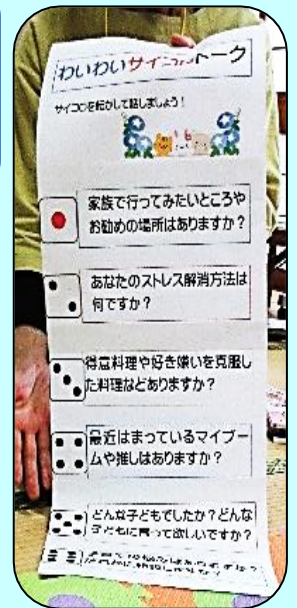 わいわいサイコロトーク
サイコロを転がして話しましょう！
家族で行ってみたいところや
お勧めの場所はありますか？
あなたのストレス解消方法は
何ですか？
得意料理や好き嫌いを克服し
た料理などありますか？
最近はまっているマイブー
ムや推しはありますか？
どんな子どもでしたか？どんな
子どもに育って欲しいですか？